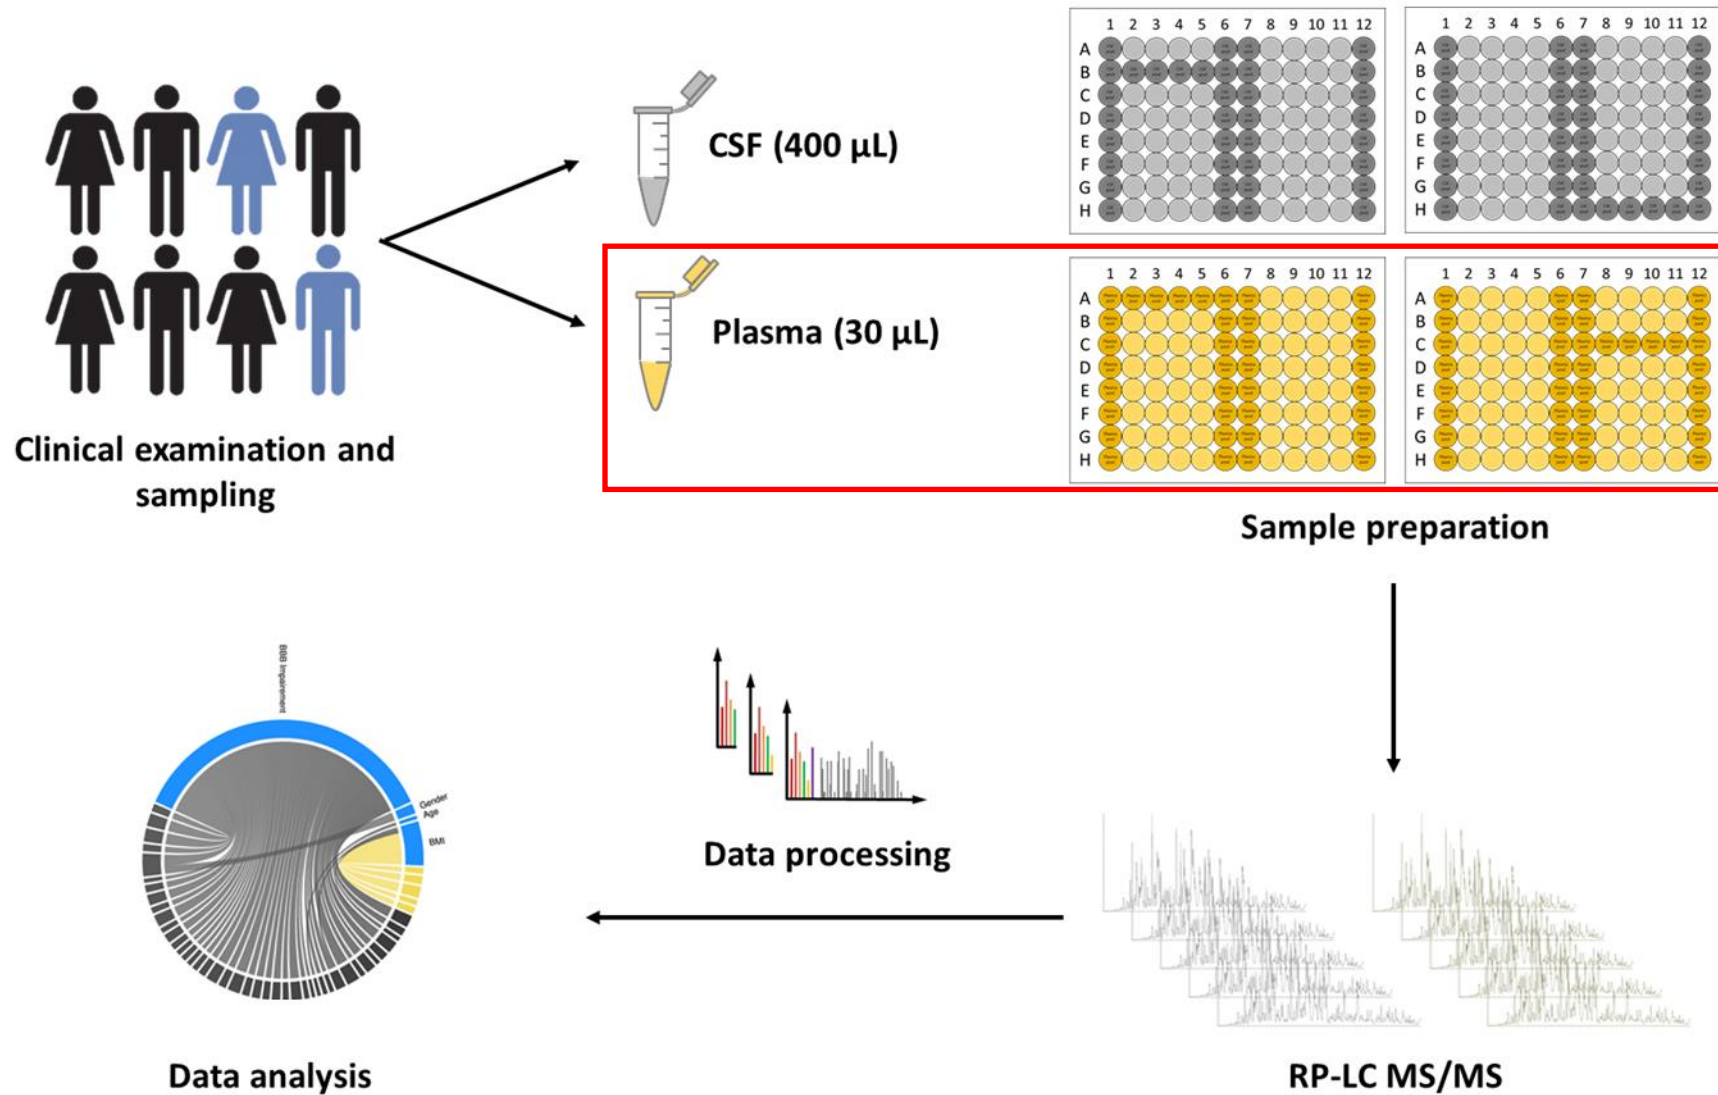 1 2 3 4 5 6 7 8 9 10 11 12
A
B
C
D
E
F
G
H
1 2 3 4 5 6 7 8 9 10 11 12
A
B
C
D
E
F
G
H
CSF (400 µL)
1 2 3 4 5 6 7 8 9 10 11 12
A
B
C
D
E
F
G
H
1 2 3 4 5 6 7 8 9 10 11 12
A
B
C
D
E
F
G
H
Plasma (30 µL)
Clinical examination and
sampling
Sample preparation
BBB Impairement
Gender
Age
BMI
Data processing
Data analysis
RP-LC MS/MS